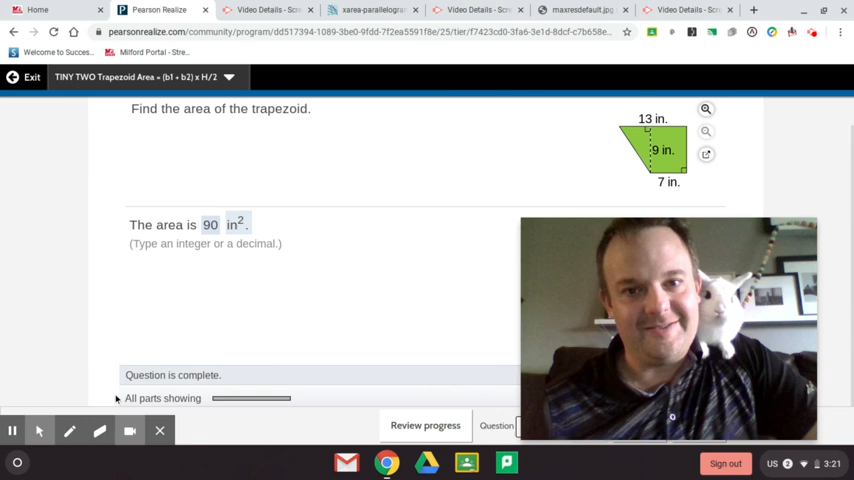 Home
Pearson Realize
Video Details - Scre
xarea-parallelogram
Video Details - Scre
maxresdefault.jpg
Video Details - Scre
pearsonrealize.com/community/program/dd517394-1089-3be0-9fdd-7f2ea5591f8e/25/tier/f7423cd0-3fa6-3e1d-8dcf-c7b658e...
Welcome to Succes...
Milford Portal - Stre...
Exit
TINY TWO Trapezoid Area = (b1 + b2) x H/2
Find the area of the trapezoid.
13 in.
9 in.
7 in.
The area is 90 in2.
(Type an integer or a decimal.)
Question is complete.
All parts showing
Review progress
Question
Sign out
US 2 3:21